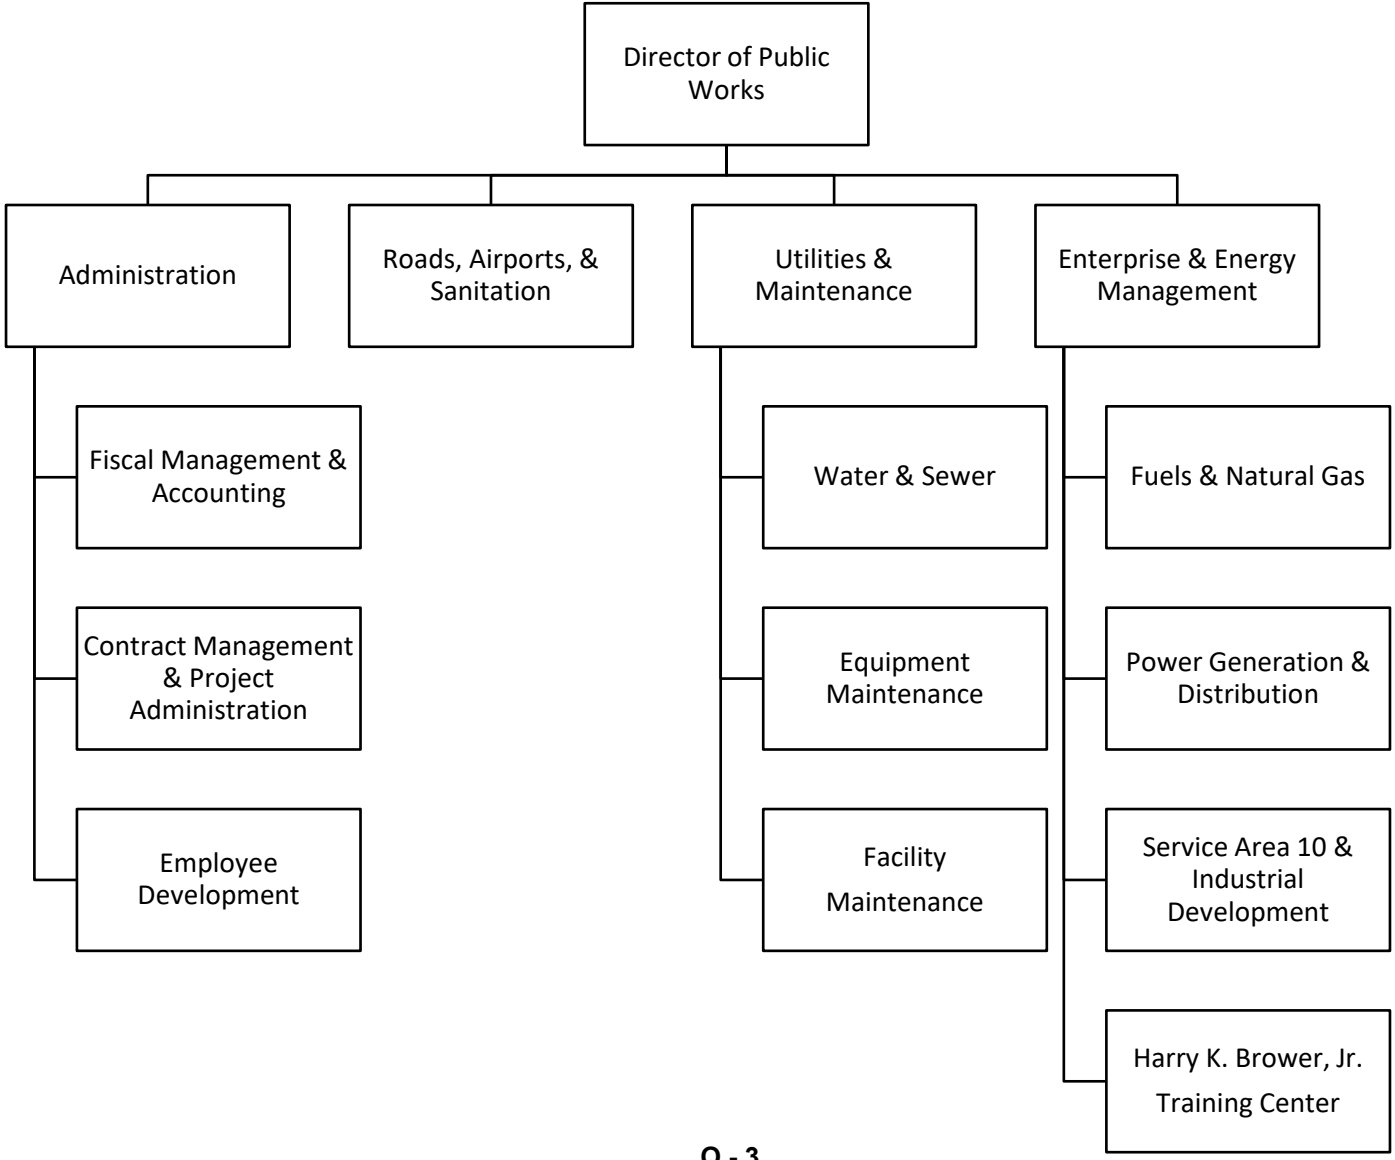 Director of Public
Works
Administration
Roads, Airports, &
Sanitation
Utilities &
Maintenance
Enterprise & Energy
Management
Fiscal Management &
Accounting
Water & Sewer
Fuels & Natural Gas
Contract Management
& Project
Administration
Equipment
Maintenance
Power Generation &
Distribution
Employee
Development
Facility
Maintenance
Service Area 10 &
Industrial
Development
Harry K. Brower, Jr.
Training Center
O - 3